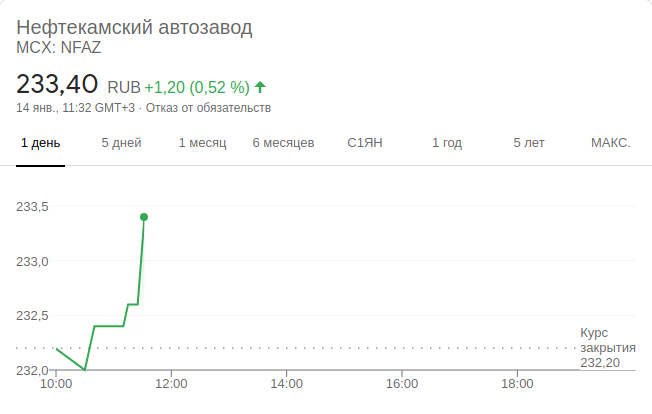 Нефтекамский автозавод
MCX: NFAZ
233,40 RUB +1,20 (0,52 %)
14 янв., 11:32 GMT+3 · Отказ от обязательств
1 день 5 дней 1 месяц 6 месяцев С1ЯН 1 год 5 лет МАКС.
233,5
233,0
232,5
Курс
закрытия
232,20
232,0
10:00 12:00 14:00 16:00 18:00